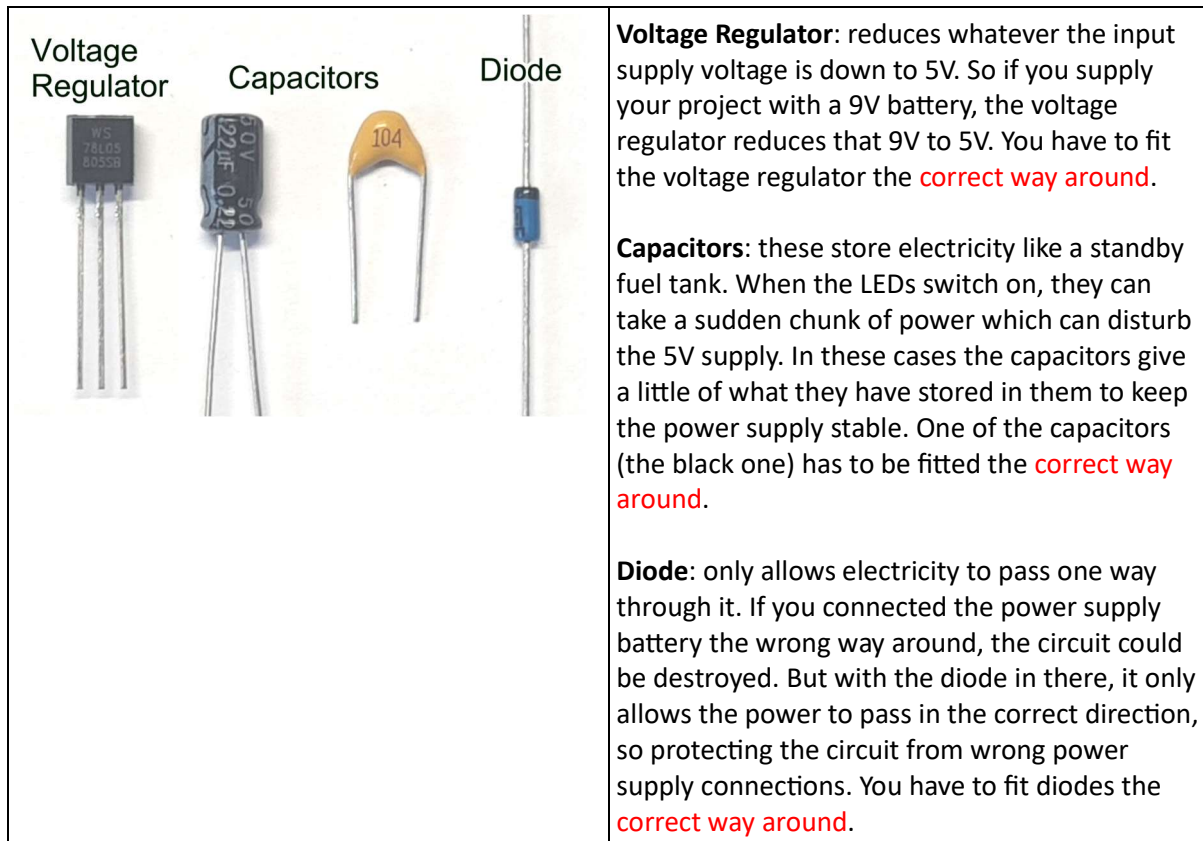 Voltage
Regulator
Capacitors
Diode
WS
78L05
805SB
50V 50
22µF 0.22
104
Voltage Regulator: reduces whatever the input
supply voltage is down to 5V. So if you supply
your project with a 9V battery, the voltage
regulator reduces that 9V to 5V. You have to fit
the voltage regulator the correct way around.
Capacitors: these store electricity like a standby
fuel tank. When the LEDs switch on, they can
take a sudden chunk of power which can disturb
the 5V supply. In these cases the capacitors give
a little of what they have stored in them to keep
the power supply stable. One of the capacitors
(the black one) has to be fitted the correct way
around.
Diode: only allows electricity to pass one way
through it. If you connected the power supply
battery the wrong way around, the circuit could
be destroyed. But with the diode in there, it only
allows the power to pass in the correct direction,
so protecting the circuit from wrong power
supply connections. You have to fit diodes the
correct way around.